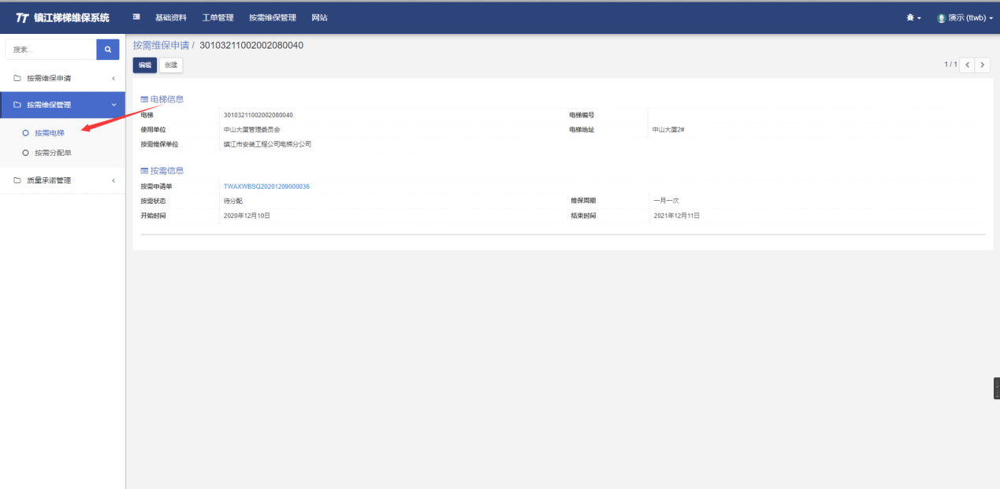 TT 镇江梯梯维保系统 基础资料 工单管理 按需维保管理 网站 演示 (ttwb)
搜索...
按需维保申请
按需维保管理
按需电梯
按需分配单
质量承诺管理
按需维保申请 / 30103211002002080040
编辑 创建 1 / 1
电梯信息
电梯 30103211002002080040 电梯编号
使用单位 中山大厦管理委员会 电梯地址 中山大厦2#
按需维保单位 镇江市安装工程公司电梯分公司
按需信息
按需申请单 TWAXWBSQ20201209000036
按需状态 待分配 维保周期 一月一次
开始时间 2020年12月10日 结束时间 2021年12月11日